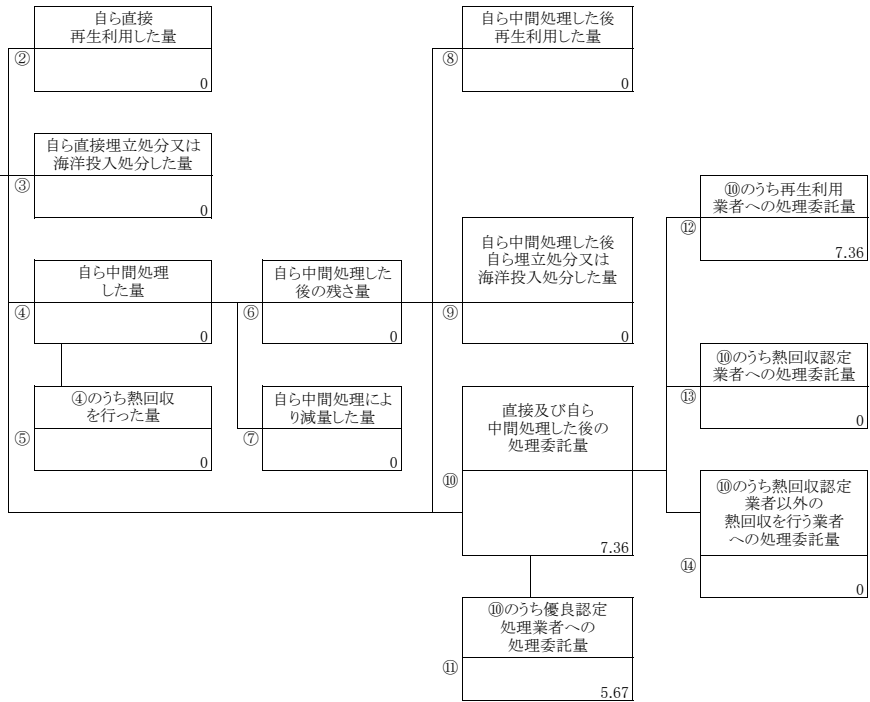 自ら直接
再生利用した量
②
0
自ら直接埋立処分又は
海洋投入処分した量
③
0
自ら中間処理
した量
④
0
④のうち熱回収
を行った量
⑤
0
自ら中間処理した
後の残さ量
⑥
0
自ら中間処理によ
り減量した量
⑦
0
自ら中間処理した後
再生利用した量
⑧
0
自ら中間処理した後
自ら埋立処分又は
海洋投入処分した量
⑨
0
直接及び自ら
中間処理した後の
処理委託量
⑩
7.36
⑩のうち優良認定
処理業者への
処理委託量
⑪
5.67
⑩のうち再生利用
業者への処理委託量
⑫
7.36
⑩のうち熱回収認定
業者への処理委託量
⑬
0
⑩のうち熱回収認定
業者以外の
熱回収を行う業者
への処理委託量
⑭
0